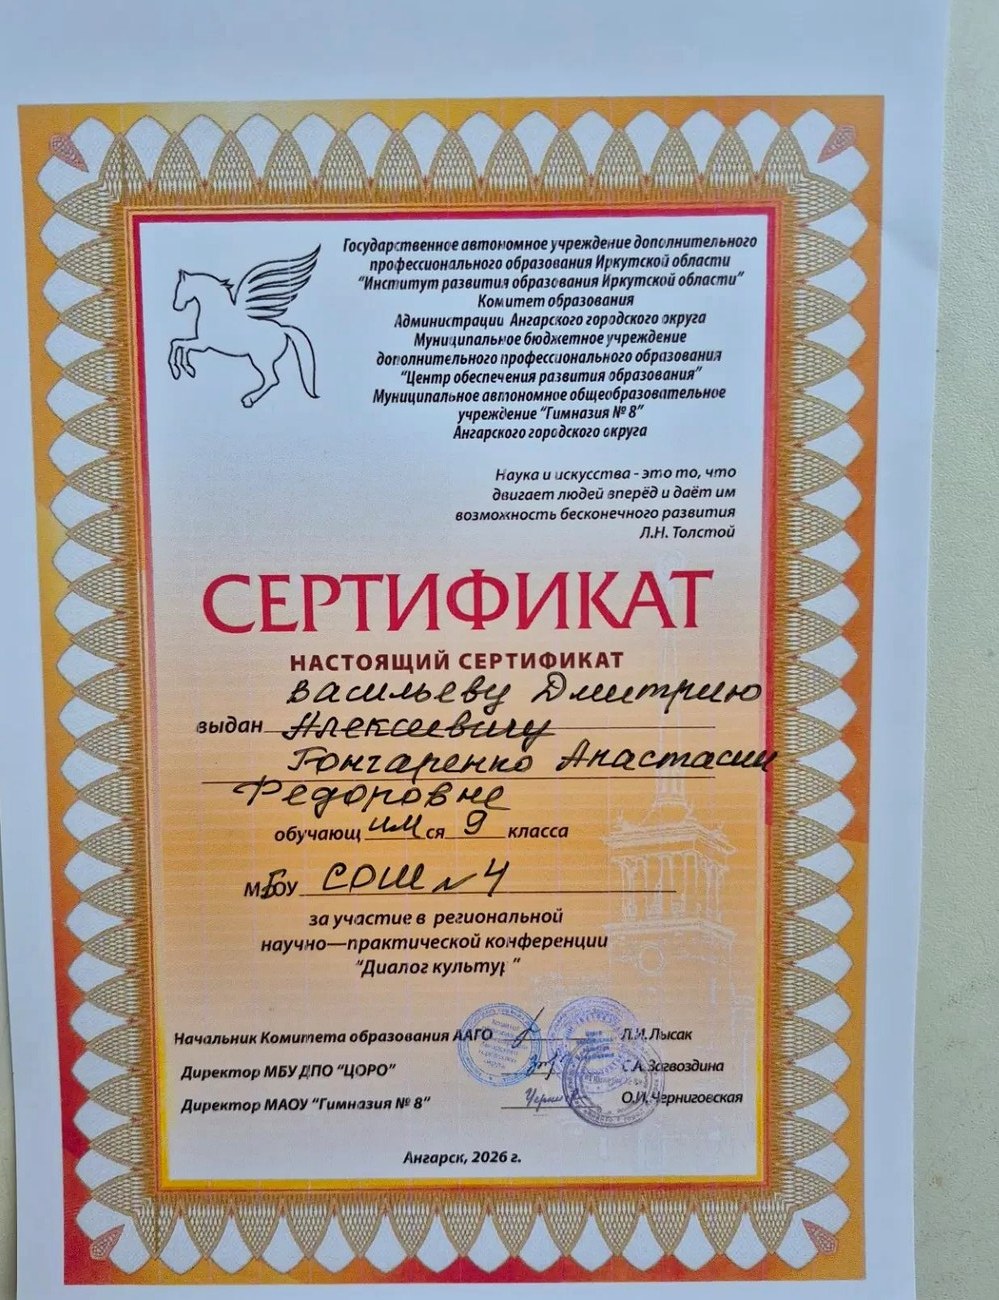 Государственное автономное учреждение дополнительного
профессионального образования Иркутской области
"Институт развития образования Иркутской области"
Комитет образования
Администрации Ангарского городского округа
Муниципальное бюджетное учреждение
дополнительного профессионального образования
"Центр обеспечения развития образования"
Муниципальное автономное общеобразовательное
учреждение "Гимназия № 8"
Ангарского городского округа
Наука и искусства - это то, что
двигает людей вперёд и даёт им
возможность бесконечного развития
Л.Н. Толстой
СЕРТИФИКАТ
НАСТОЯЩИЙ СЕРТИФИКАТ
Васильеву Дмитрию
выдан Алексеевичу
Гончаренко Анастасии
Федоровне
обучающимся 9 класса
МБОУ СОШ № 4
за участие в региональной
научно—практической конференции
"Диалог культур"
Начальник Комитета образования ААГО Л.И. Лысак
Директор МБУ ДПО "ЦОРО" С.А. Загвоздина
Директор МАОУ "Гимназия № 8" О.И. Черниговская
Ангарск, 2026 г.